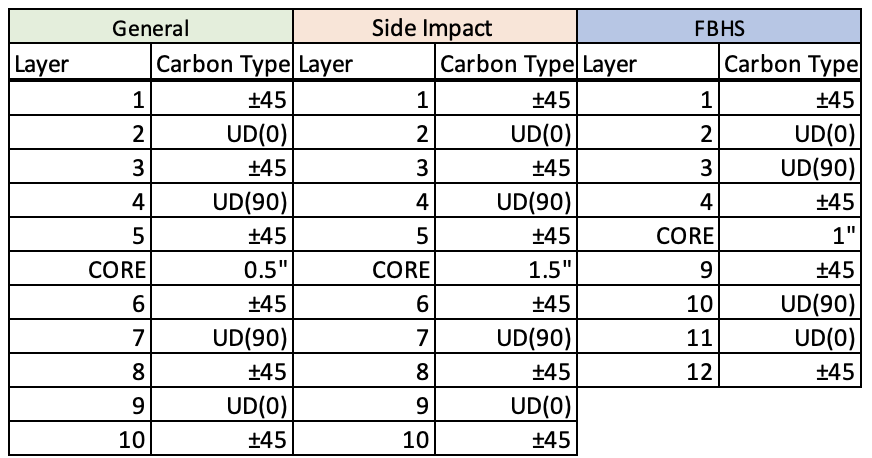 General Side Impact FBHS
Layer Carbon Type Layer Carbon Type Layer Carbon Type
1 ±45 1 ±45 1 ±45
2 UD(0) 2 UD(0) 2 UD(0)
3 ±45 3 ±45 3 UD(90)
4 UD(90) 4 UD(90) 4 ±45
5 ±45 5 ±45 CORE 1"
CORE 0.5" CORE 1.5" 9 ±45
6 ±45 6 ±45 10 UD(90)
7 UD(90) 7 UD(90) 11 UD(0)
8 ±45 8 ±45 12 ±45
9 UD(0) 9 UD(0)
10 ±45 10 ±45